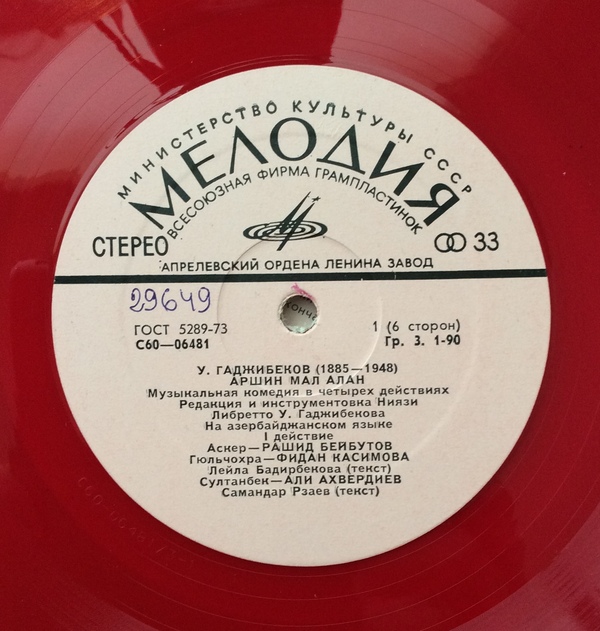 МИНИСТЕРСТВО КУЛЬТУРЫ СССР
МЕЛОДИЯ
ВСЕСОЮЗНАЯ ФИРМА ГРАМПЛАСТИНОК
СТЕРЕО 33
АПРЕЛЕВСКИЙ ОРДЕНА ЛЕНИНА ЗАВОД
29649
ГОСТ 5289-73 1 (6 сторон)
С60—06481 Гр. 3. 1-90
У. ГАДЖИБЕКОВ (1885—1948)
АРШИН МАЛ АЛАН
Музыкальная комедия в четырех действиях
Редакция и инструментовка Ниязи
Либретто У. Гаджибекова
На азербайджанском языке
I действие
Аскер—РАШИД БЕЙБУТОВ
Гюльчохра—ФИДАН КАСИМОВА
Лейла Бадирбекова (текст)
Султанбек—АЛИ АХВЕРДИЕВ
Самандар Рзаев (текст)